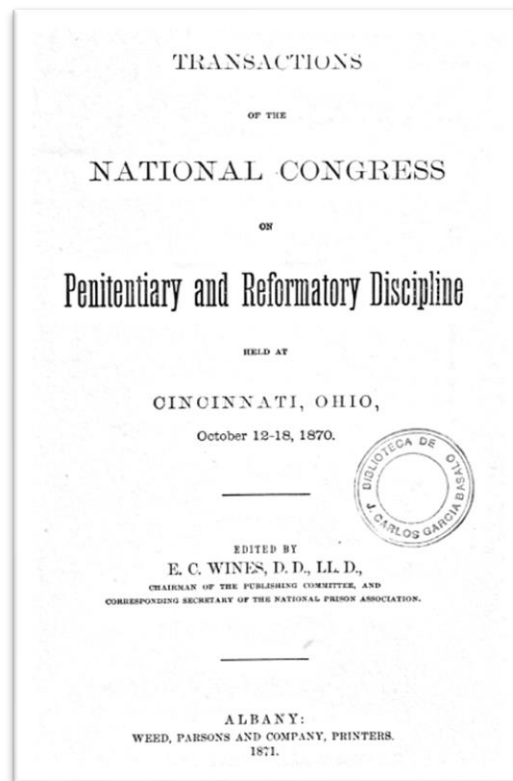 TRANSACTIONS
OF THE
NATIONAL CONGRESS
ON
Penitentiary and Reformatory Discipline
HELD AT
CINCINNATI, OHIO,
October 12-18, 1870.
BIBLIOTECA DE
J. CARLOS GARCIA BASALO
EDITED BY
E. C. WINES, D. D., LL. D.,
CHAIRMAN OF THE PUBLISHING COMMITTEE, AND
CORRESPONDING SECRETARY OF THE NATIONAL PRISON ASSOCIATION.
ALBANY:
WEED, PARSONS AND COMPANY, PRINTERS.
1871.